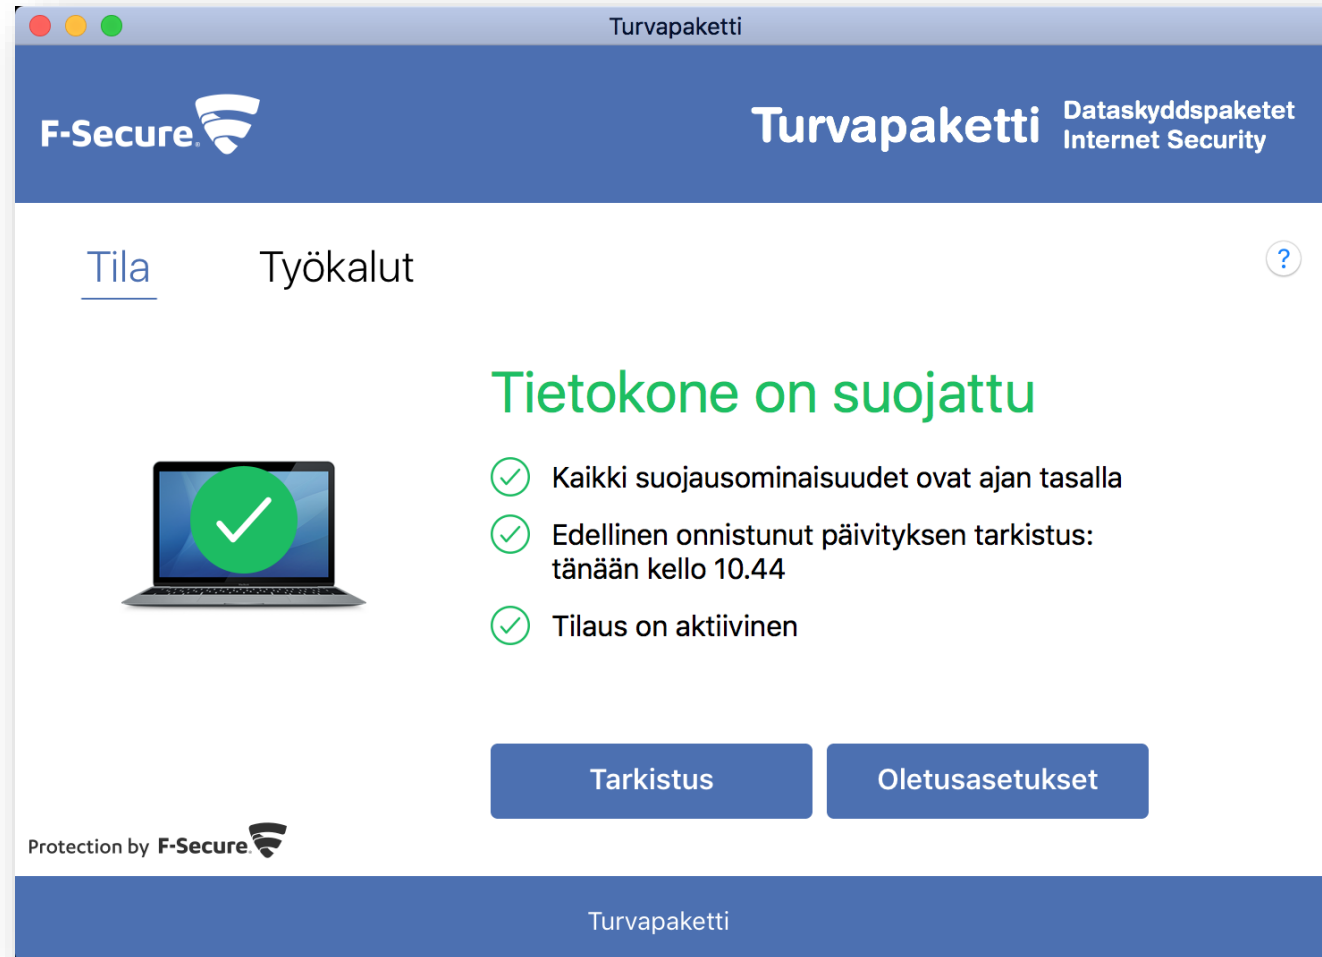 Turvapaketti
F-Secure.
Turvapaketti
Dataskyddspaketet
Internet Security
Tila
Työkalut
?
Tietokone on suojattu
Kaikki suojausominaisuudet ovat ajan tasalla
Edellinen onnistunut päivityksen tarkistus:
tänään kello 10.44
Tilaus on aktiivinen
Tarkistus
Oletusasetukset
Protection by F-Secure.
Turvapaketti